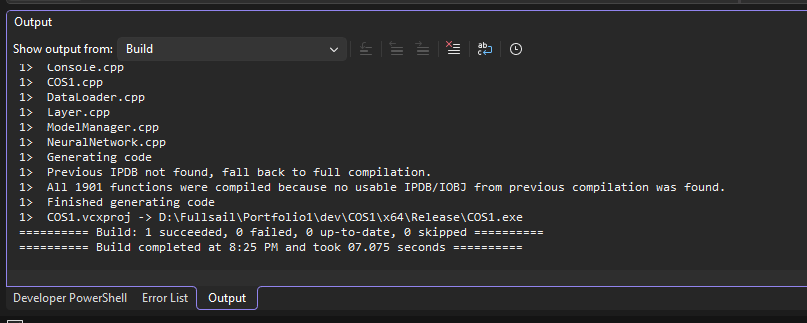 Output
Show output from: Build
1>  Console.cpp
1>  COS1.cpp
1>  DataLoader.cpp
1>  Layer.cpp
1>  ModelManager.cpp
1>  NeuralNetwork.cpp
1>  Generating code
1>  Previous IPDB not found, fall back to full compilation.
1>  All 1901 functions were compiled because no usable IPDB/IOBJ from previous compilation was found.
1>  Finished generating code
1>  COS1.vcxproj -> D:\Fullsail\Portfolio1\dev\COS1\x64\Release\COS1.exe
========== Build: 1 succeeded, 0 failed, 0 up-to-date, 0 skipped ==========
========== Build completed at 8:25 PM and took 07.075 seconds ==========
Developer PowerShell Error List Output